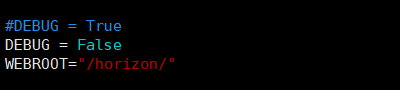 #DEBUG = True
DEBUG = False
WEBROOT="/horizon/"